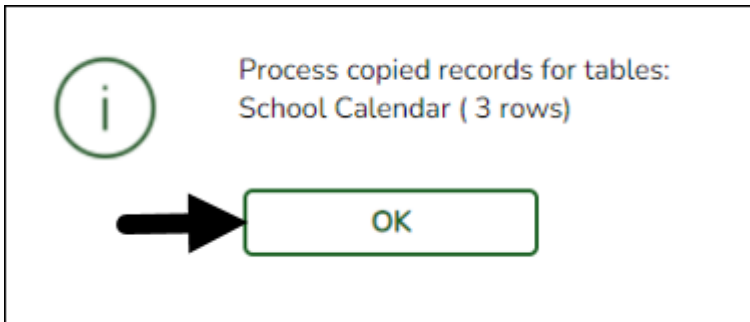 Process copied records for tables:
School Calendar ( 3 rows)
OK